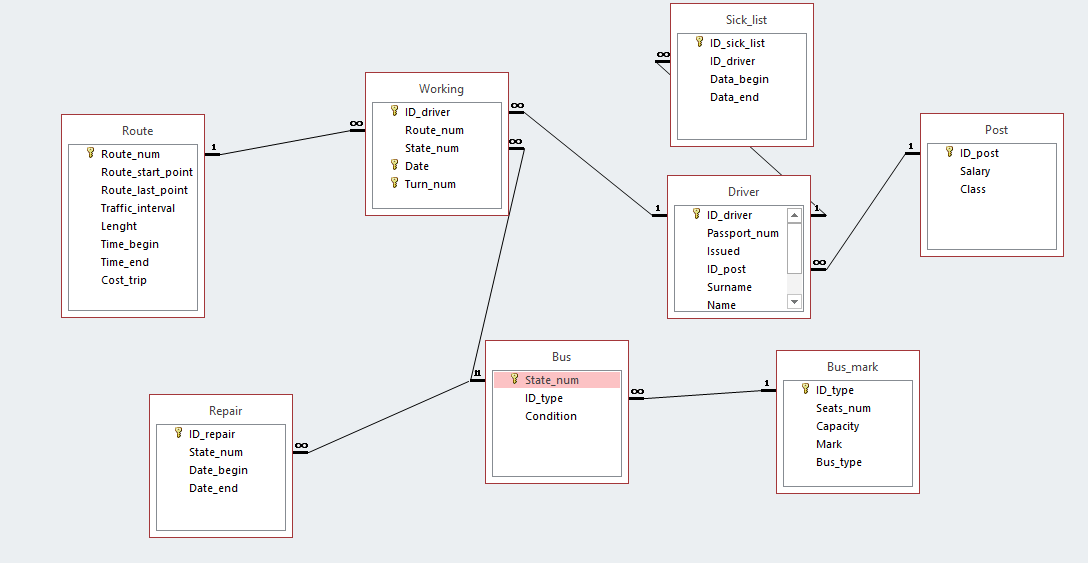 Sick_list
ID_sick_list
ID_driver
Data_begin
Data_end
∞
Working
ID_driver
Route_num
State_num
Date
Turn_num
∞
∞
∞
Route
Route_num
Route_start_point
Route_last_point
Traffic_interval
Lenght
Time_begin
Time_end
Cost_trip
1
Post
ID_post
Salary
Class
1
Driver
ID_driver
Passport_num
Issued
ID_post
Surname
Name
1
1
∞
Bus
State_num
ID_type
Condition
1
1
∞
Bus_mark
ID_type
Seats_num
Capacity
Mark
Bus_type
1
Repair
ID_repair
State_num
Date_begin
Date_end
∞